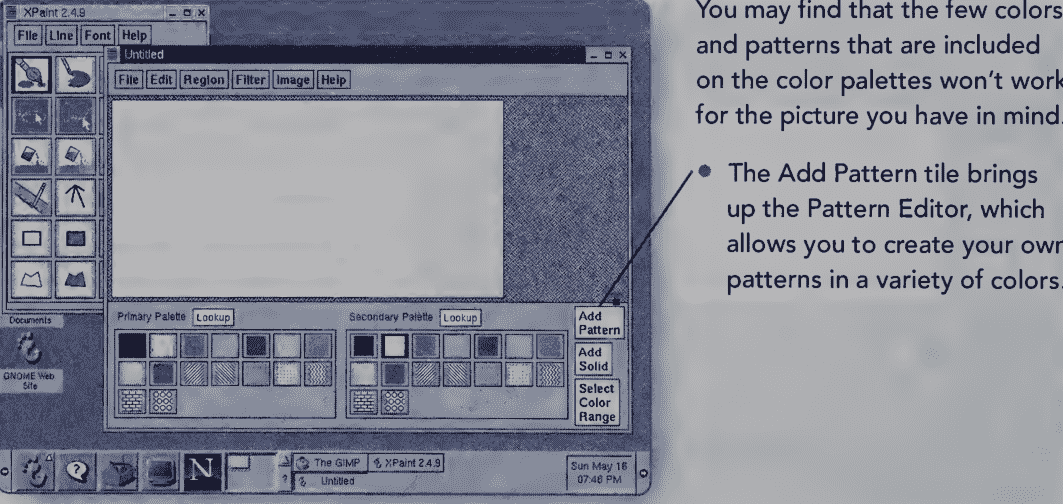 XPaint 2.4.9
File Line Font Help
Untitled
File Edit Region Filter Image Help
Primary Palette Lookup
Secondary Palette Lookup
Add
Pattern
Add
Solid
Select
Color
Range
Documents
GNOME Web
Site
N
The GIMP
XPaint 2.4.9
Untitled
Sun May 16
07:46 PM
You may find that the few colors
and patterns that are included
on the color palettes won't work
for the picture you have in mind.
• The Add Pattern tile brings
up the Pattern Editor, which
allows you to create your own
patterns in a variety of colors.